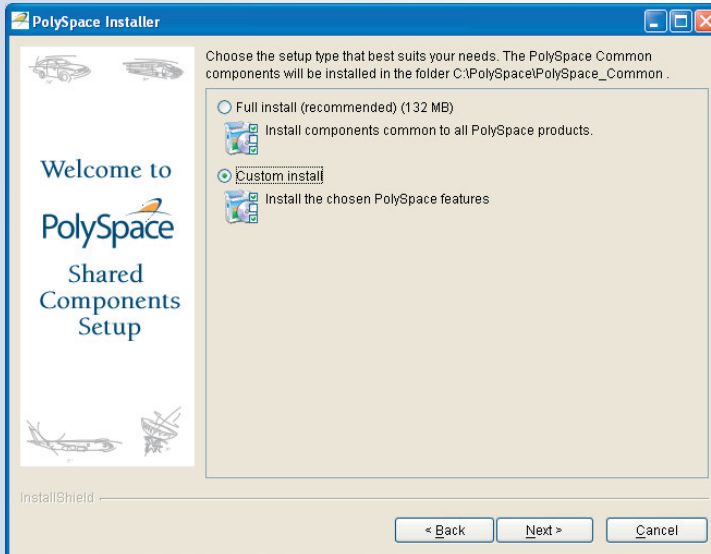 PolySpace Installer
Welcome to
PolySpace
Shared
Components
Setup
Choose the setup type that best suits your needs. The PolySpace Common
components will be installed in the folder C:\PolySpace\PolySpace_Common .
Full install (recommended) (132 MB)
Install components common to all PolySpace products.
Custom install
Install the chosen PolySpace features
InstallShield
< Back
Next >
Cancel